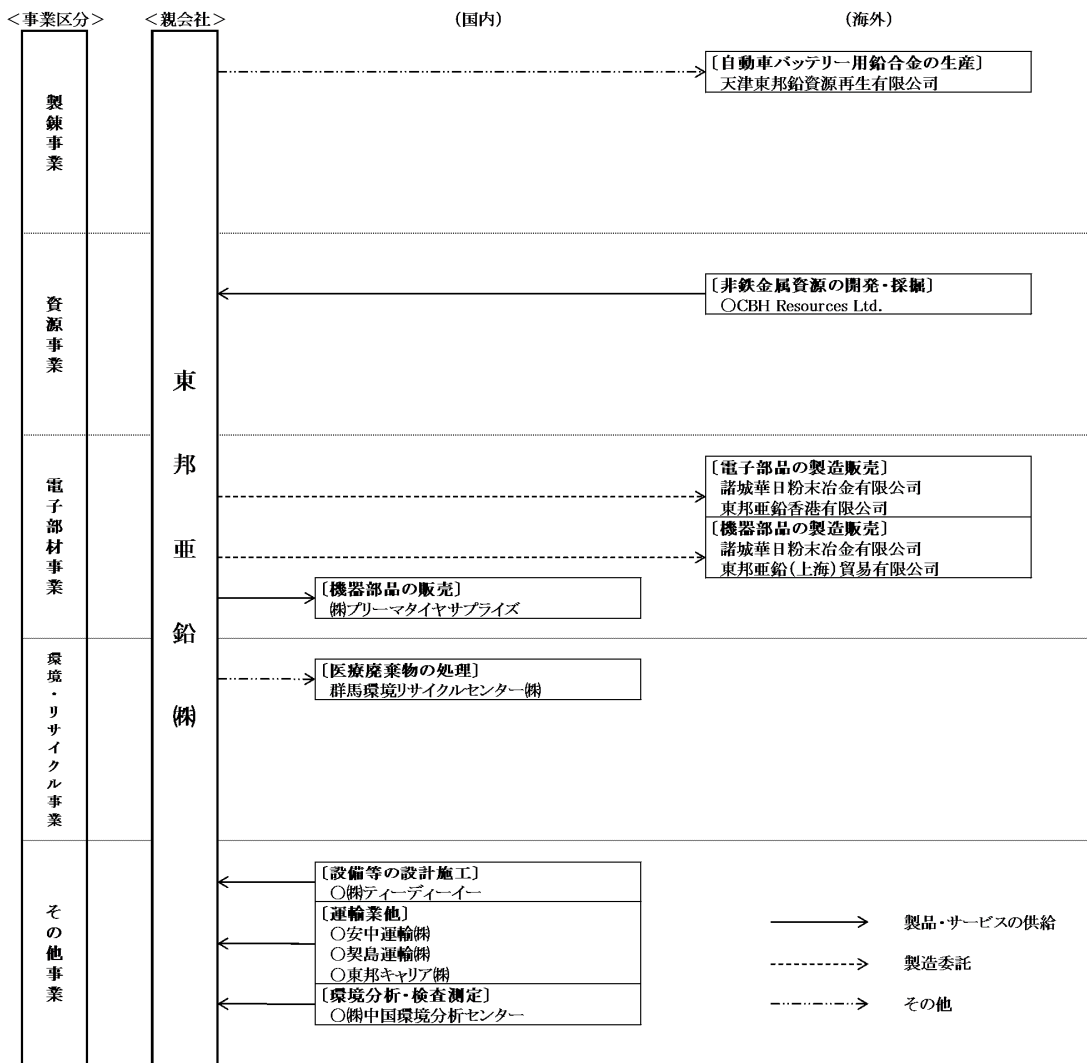 ＜事業区分＞
＜親会社＞
（国内）
（海外）
製錬事業
〔自動車バッテリー用鉛合金の生産〕
天津東邦鉛資源再生有限公司
資源事業
〔非鉄金属資源の開発・採掘〕
○CBH Resources Ltd.
東邦亜鉛㈱
電子部材事業
〔電子部品の製造販売〕
諸城華日粉末冶金有限公司
東邦亜鉛香港有限公司
〔機器部品の製造販売〕
諸城華日粉末冶金有限公司
東邦亜鉛（上海）貿易有限公司
〔機器部品の販売〕
㈱プリーマタイヤサプライズ
環境・リサイクル事業
〔医療廃棄物の処理〕
群馬環境リサイクルセンター㈱
その他事業
〔設備等の設計施工〕
○㈱ティーディーイー
〔運輸業他〕
○安中運輸㈱
○契島運輸㈱
○東邦キャリア㈱
〔環境分析・検査測定〕
○㈱中国環境分析センター
製品・サービスの供給
製造委託
その他